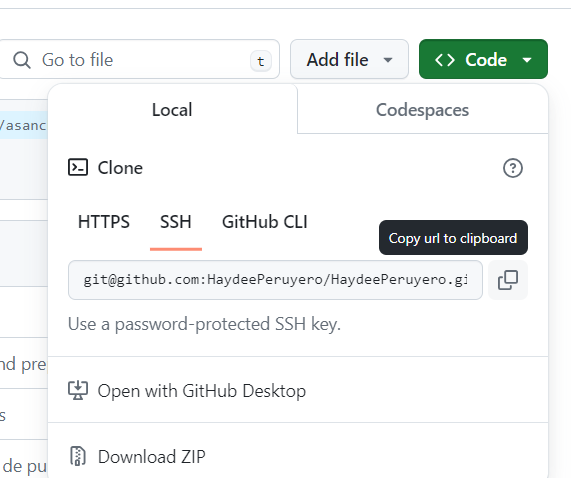 Go to file t Add file Code
/asanc
Local Codespaces
Clone
HTTPS SSH GitHub CLI
Copy url to clipboard
git@github.com:HaydeePeruyero/HaydeePeruyero.gi
Use a password-protected SSH key.
nd pre
Open with GitHub Desktop
s
Download ZIP
de pu